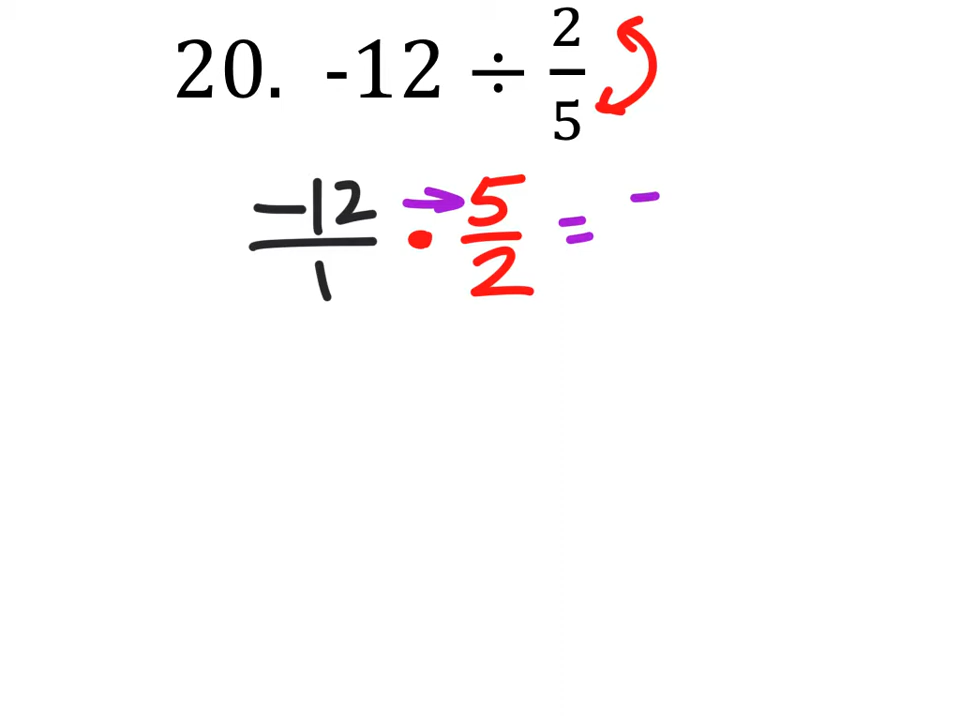 20. -12 ÷ 2/5
-12/1 • → 5/2 = -